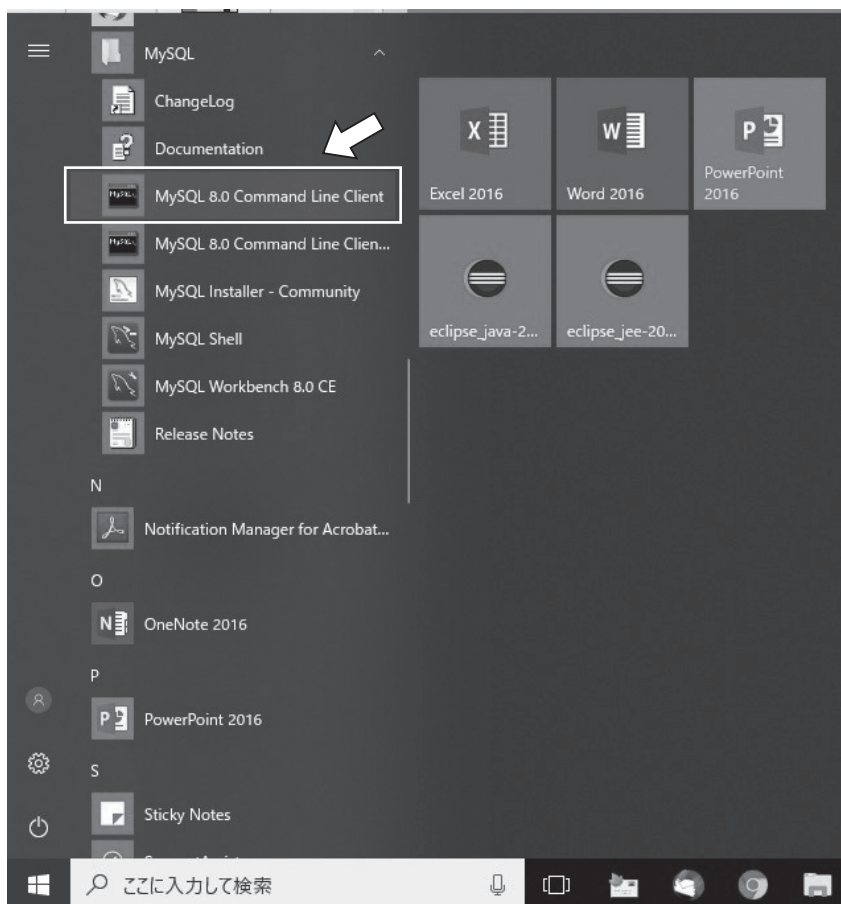 MySQL
ChangeLog
Documentation
MySQL 8.0 Command Line Client
MySQL 8.0 Command Line Clien...
MySQL Installer - Community
MySQL Shell
MySQL Workbench 8.0 CE
Release Notes
N
Notification Manager for Acrobat...
O
OneNote 2016
P
PowerPoint 2016
S
Sticky Notes
Excel 2016
Word 2016
PowerPoint
2016
eclipse_java-2...
eclipse_jee-20...
ここに入力して検索